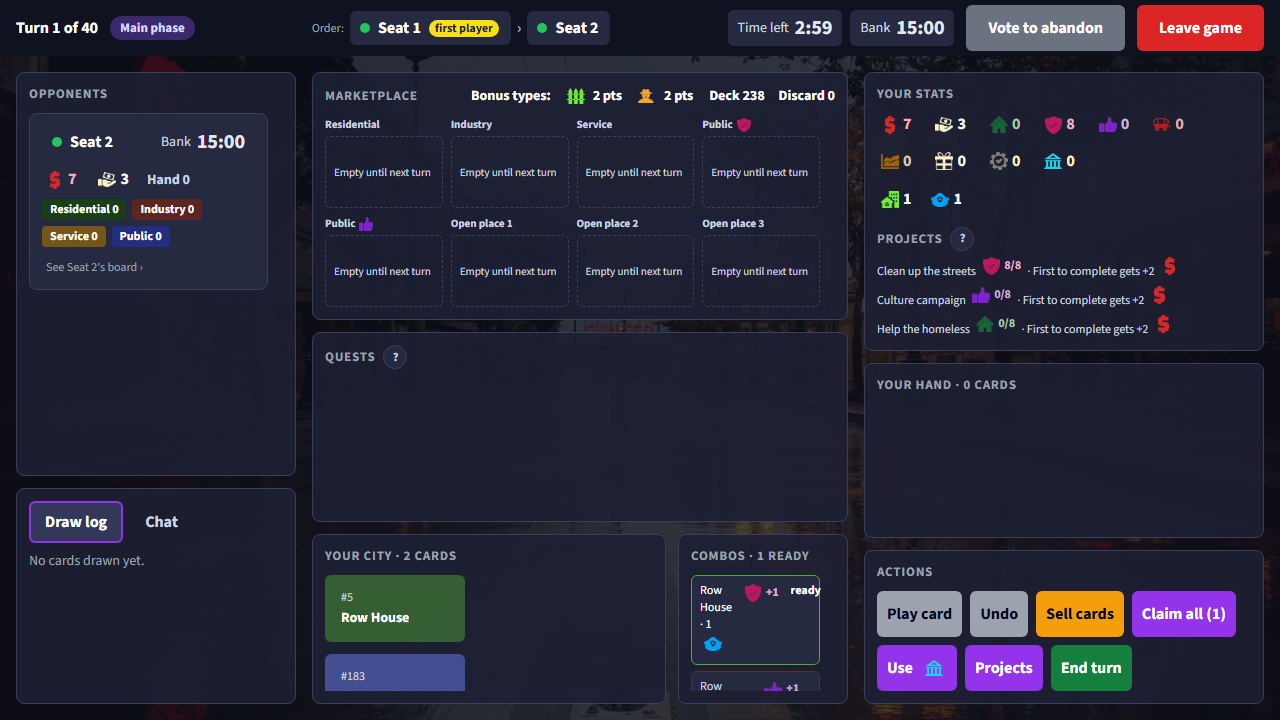 Turn 1 of 40
Main phase
Order:
Seat 1
first player
›
Seat 2
Time left 2:59
Bank 15:00
Vote to abandon
Leave game
OPPONENTS
Seat 2
Bank 15:00
7
3
Hand 0
Residential 0
Industry 0
Service 0
Public 0
See Seat 2's board ›
Draw log
Chat
No cards drawn yet.
MARKETPLACE
Bonus types:
2 pts
2 pts
Deck 238
Discard 0
Residential
Industry
Service
Public
Empty until next turn
Empty until next turn
Empty until next turn
Empty until next turn
Public
Open place 1
Open place 2
Open place 3
Empty until next turn
Empty until next turn
Empty until next turn
Empty until next turn
QUESTS
?
YOUR CITY · 2 CARDS
#5
Row House
#183
COMBOS · 1 READY
Row House · 1
+1
ready
Row
+1
YOUR STATS
7
3
0
8
0
0
0
0
0
0
1
1
PROJECTS
?
Clean up the streets 8/8 · First to complete gets +2
Culture campaign 0/8 · First to complete gets +2
Help the homeless 0/8 · First to complete gets +2
YOUR HAND · 0 CARDS
ACTIONS
Play card
Undo
Sell cards
Claim all (1)
Use
Projects
End turn